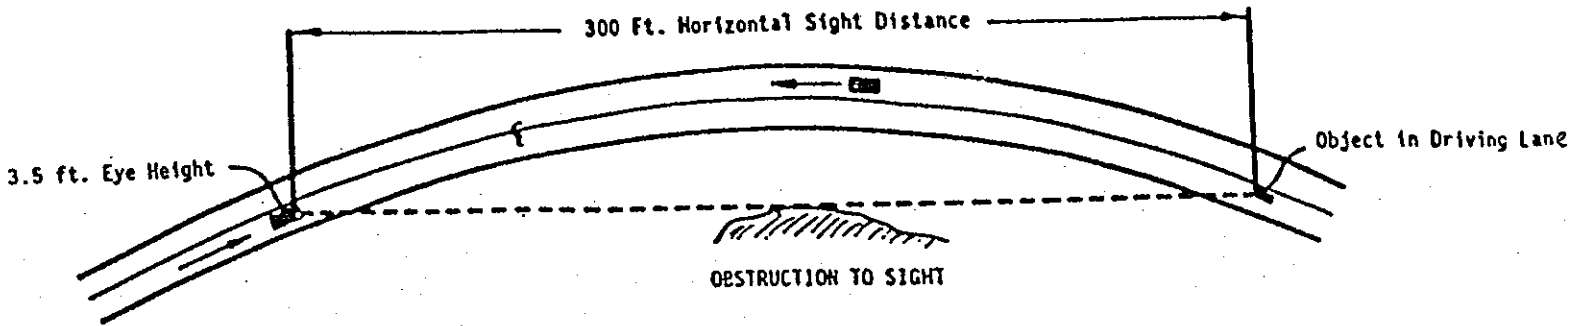 300 Ft. Horizontal Sight Distance
Object in Driving Lane
3.5 ft. Eye Height
OBSTRUCTION TO SIGHT